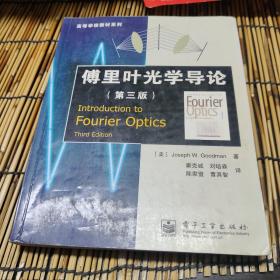 高等学校教材系列
傅里叶光学导论
(第三版)
Introduction to
Fourier Optics
Third Edition
Fourier
Optics
[美] Joseph W. Goodman 著
秦克诚 刘培森
陈家璧 曹其智 译
电子工业出版社